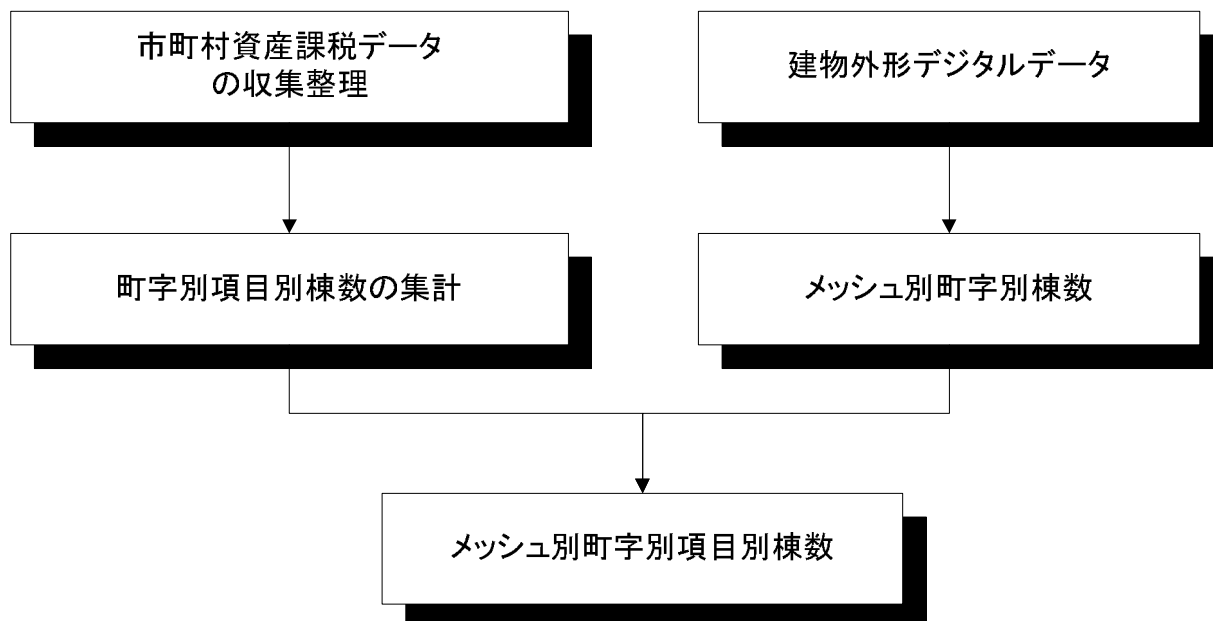 市町村資産課税データ
の収集整理
建物外形デジタルデータ
町字別項目別棟数の集計
メッシュ別町字別棟数
メッシュ別町字別項目別棟数